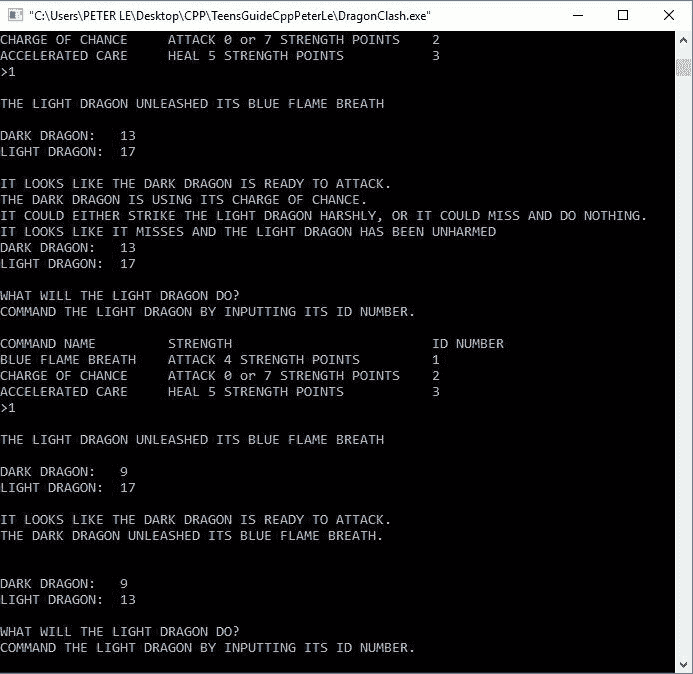 "C:\Users\PETER LE\Desktop\CPP\TeensGuideCppPeterLe\DragonClash.exe"
CHARGE OF CHANCE     ATTACK 0 or 7 STRENGTH POINTS    2
ACCELERATED CARE     HEAL 5 STRENGTH POINTS           3
>1
THE LIGHT DRAGON UNLEASHED ITS BLUE FLAME BREATH
DARK DRAGON:   13
LIGHT DRAGON:  17
IT LOOKS LIKE THE DARK DRAGON IS READY TO ATTACK.
THE DARK DRAGON IS USING ITS CHARGE OF CHANCE.
IT COULD EITHER STRIKE THE LIGHT DRAGON HARSHLY, OR IT COULD MISS AND DO NOTHING.
IT LOOKS LIKE IT MISSES AND THE LIGHT DRAGON HAS BEEN UNHARMED
DARK DRAGON:   13
LIGHT DRAGON:  17
WHAT WILL THE LIGHT DRAGON DO?
COMMAND THE LIGHT DRAGON BY INPUTTING ITS ID NUMBER.
COMMAND NAME         STRENGTH                         ID NUMBER
BLUE FLAME BREATH    ATTACK 4 STRENGTH POINTS         1
CHARGE OF CHANCE     ATTACK 0 or 7 STRENGTH POINTS    2
ACCELERATED CARE     HEAL 5 STRENGTH POINTS           3
>1
THE LIGHT DRAGON UNLEASHED ITS BLUE FLAME BREATH
DARK DRAGON:   9
LIGHT DRAGON:  17
IT LOOKS LIKE THE DARK DRAGON IS READY TO ATTACK.
THE DARK DRAGON UNLEASHED ITS BLUE FLAME BREATH.
DARK DRAGON:   9
LIGHT DRAGON:  13
WHAT WILL THE LIGHT DRAGON DO?
COMMAND THE LIGHT DRAGON BY INPUTTING ITS ID NUMBER.